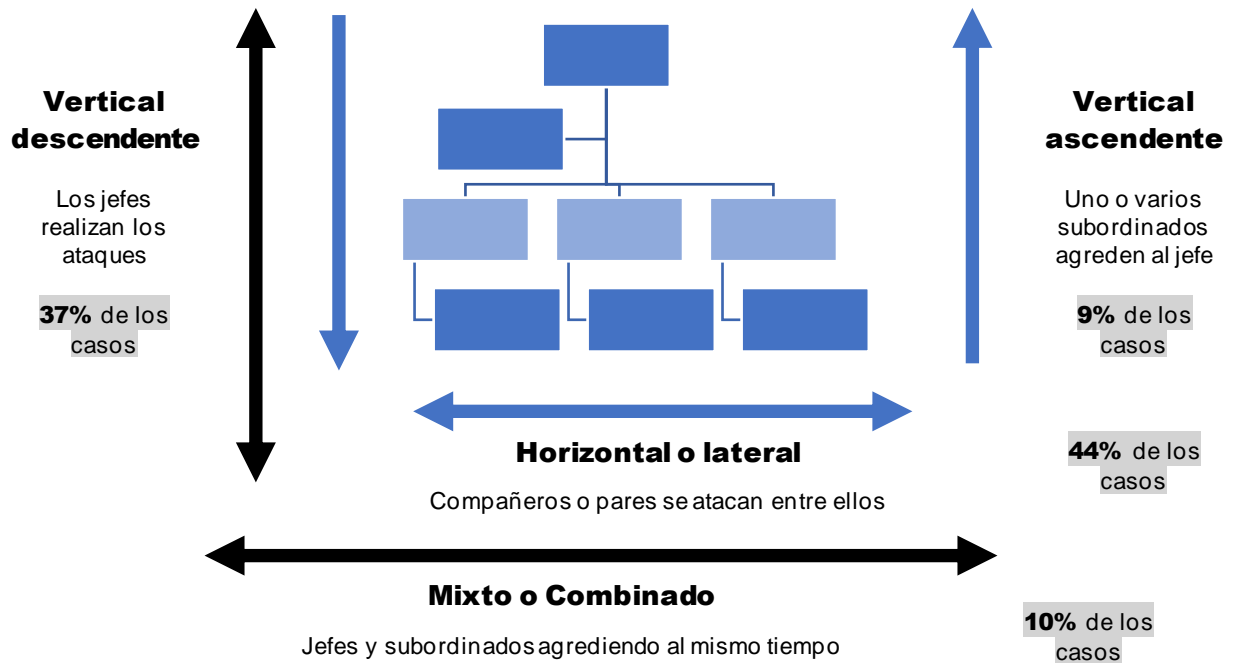 Vertical
descendente
Los jefes
realizan los
ataques
37% de los
casos
Vertical
ascendente
Uno o varios
subordinados
agreden al jefe
9% de los
casos
Horizontal o lateral
Compañeros o pares se atacan entre ellos
44% de los
casos
Mixto o Combinado
Jefes y subordinados agrediendo al mismo tiempo
10% de los
casos